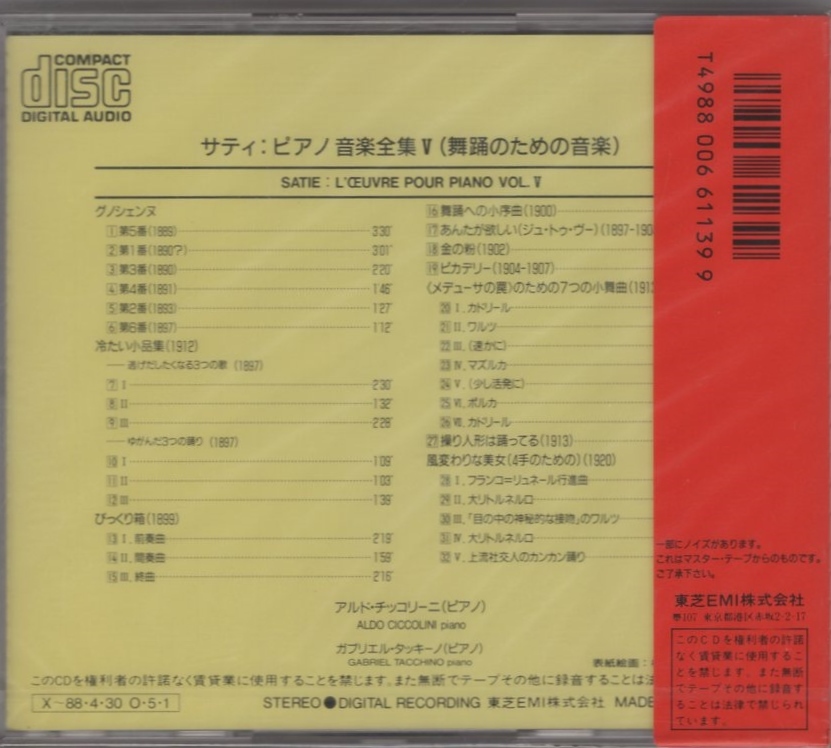 COMPACT
disc
DIGITAL AUDIO
サティ：ピアノ音楽全集 V（舞踊のための音楽）
SATIE : L'ŒUVRE POUR PIANO VOL. V
グノシェンヌ
1 第5番(1889) 3'30"
2 第1番(1890?) 3'01"
3 第3番(1890) 2'20"
4 第4番(1891) 1'46"
5 第2番(1893) 1'27"
6 第6番(1897) 1'12"
冷たい小品集(1912)
──逃げだしたくなる3つの歌 (1897)
7 I 2'30"
8 II 1'32"
9 III 2'28"
──ゆがんだ3つの踊り (1897)
10 I 1'09"
11 II 1'03"
12 III 1'39"
びっくり箱(1899)
13 I. 前奏曲 2'19"
14 II. 間奏曲 1'59"
15 III. 終曲 2'16"
16 舞踊への小序曲(1900)
17 あんたが欲しい(ジュ・トゥ・ヴー)(1897-190
18 金の粉(1902)
19 ピカデリー(1904-1907)
〈メデューサの罠〉のための7つの小舞曲(191
20 I. カドリール
21 II. ワルツ
22 III. (速かに)
23 IV. マズルカ
24 V. (少し活発に)
25 VI. ポルカ
26 VII. カドリール
27 操り人形は踊ってる(1913)
風変わりな美女(4手のための)(1920)
28 I. フランコ=リュネール行進曲
29 II. 大リトルネルロ
30 III.「目の中の神秘的な接吻」のワルツ
31 IV. 大リトルネルロ
32 V. 上流社交人のカンカン踊り
アルド・チッコリーニ(ピアノ)
ALDO CICCOLINI piano
ガブリエル・タッキーノ(ピアノ)
GABRIEL TACCHINO piano
表紙絵画：
このCDを権利者の許諾なく賃貸業に使用することを禁じます。また無断でテープその他に録音することは法
X〜88・4・30 O・5・1
STEREO●DIGITAL RECORDING 東芝EMI株式会社 MADE
T4988 006 61139 9
一部にノイズがあります。
これはマスター・テープからのものです。
ご了承下さい。
東芝EMI株式会社
〒107 東京都港区赤坂2-2-17
このCDを権利者の許諾
なく賃貸業に使用するこ
とを禁じます。また無断
でテープその他に録音す
ることは法律で禁じられ
ています。